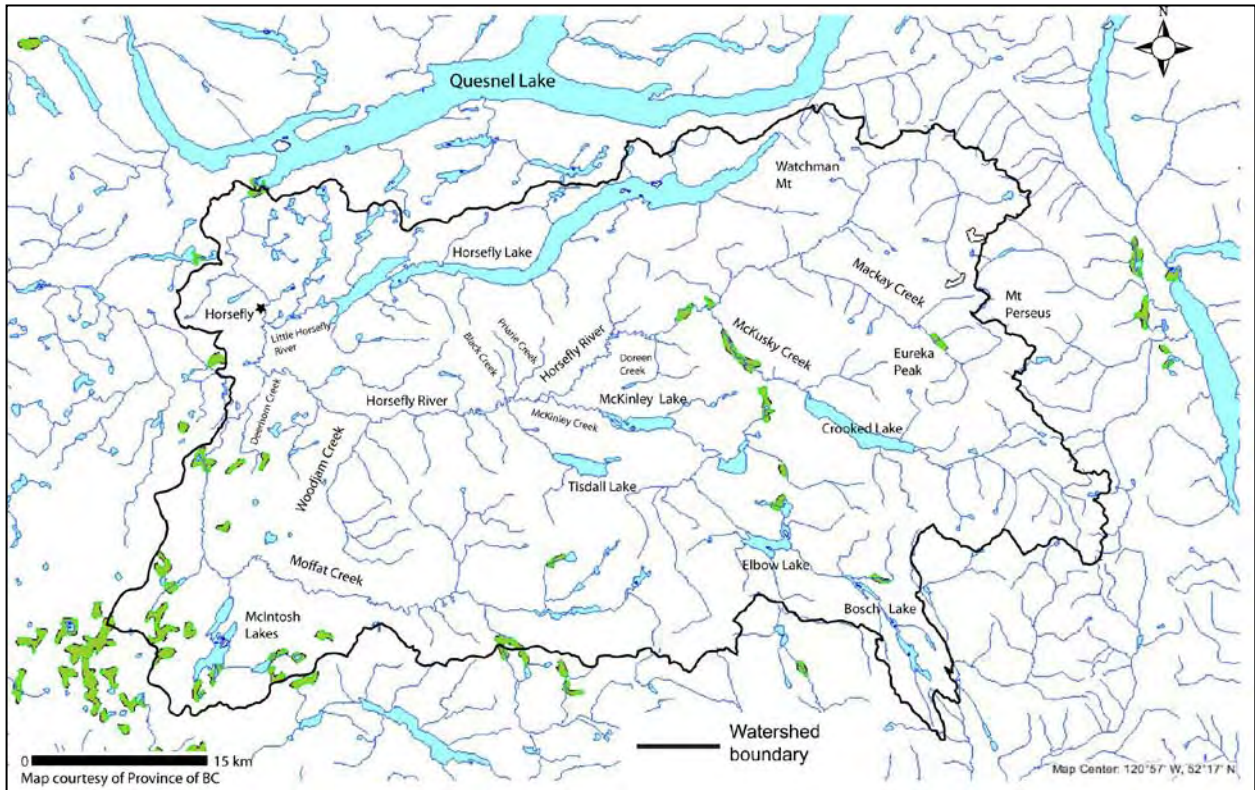 N
Quesnel Lake
Watchman
Mt
Horsefly Lake
Mackay Creek
Horsefly
Mt
Perseus
Little Horsefly
River
Black Creek
Priarie Creek
Horsefly River
McKusky Creek
Doreen
Creek
Eureka
Peak
Deerhorn Creek
Horsefly River
McKinley Lake
McKinley Creek
Crooked Lake
Woodjam Creek
Tisdall Lake
Moffat Creek
Elbow Lake
Bosch Lake
McIntosh
Lakes
Watershed
boundary
0 15 km
Map courtesy of Province of BC
Map Center: 120°57' W, 52°17' N